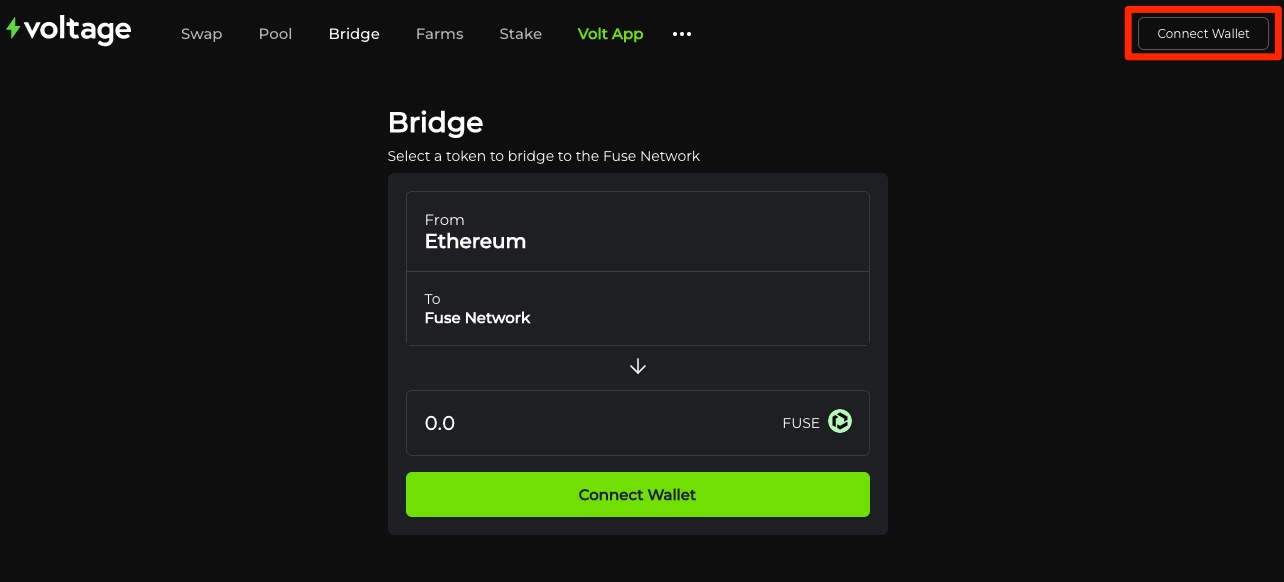 voltage
Swap Pool Bridge Farms Stake Volt App
Connect Wallet
Bridge
Select a token to bridge to the Fuse Network
From
Ethereum
To
Fuse Network
0.0 FUSE
Connect Wallet